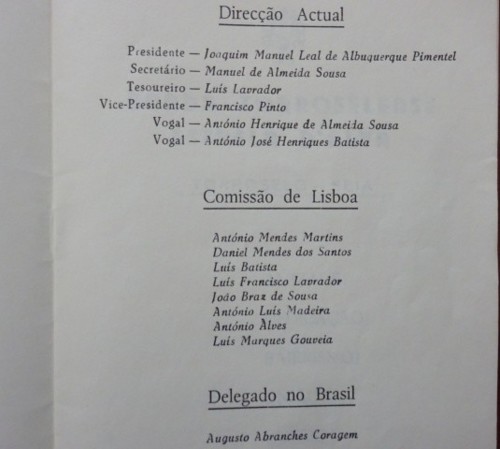 Direcção Actual
Presidente — Joaquim Manuel Leal de Albuquerque Pimentel
Secretário — Manuel de Almeida Sousa
Tesoureiro — Luís Lavrador
Vice-Presidente — Francisco Pinto
Vogal — António Henrique de Almeida Sousa
Vogal — António José Henriques Batista
Comissão de Lisboa
António Mendes Martins
Daniel Mendes dos Santos
Luís Batista
Luís Francisco Lavrador
João Braz de Sousa
António Luís Madeira
António Alves
Luís Marques Gouveia
Delegado no Brasil
Augusto Abranches Coragem